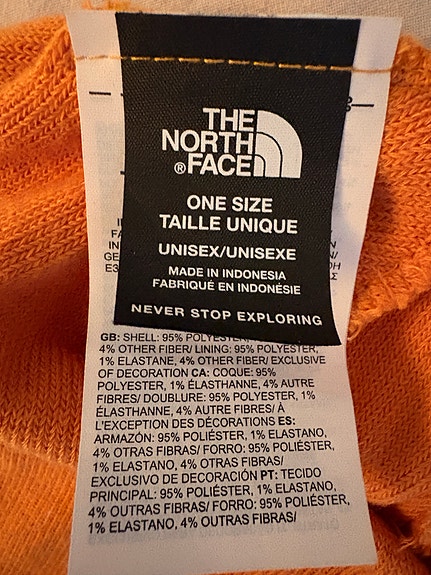 THE
NORTH
®FACE
ONE SIZE
TAILLE UNIQUE
UNISEX/UNISEXE
MADE IN INDONESIA
FABRIQUÉ EN INDONÉSIE
NEVER STOP EXPLORING
GB: SHELL: 95% POLYESTER,
4% OTHER FIBER/ LINING: 95% POLYESTER,
1% ELASTANE, 4% OTHER FIBER/ EXCLUSIVE
OF DECORATION CA: COQUE: 95%
POLYESTER, 1% ÉLASTHANNE, 4% AUTRE
FIBRES/ DOUBLURE: 95% POLYESTER, 1%
ÉLASTHANNE, 4% AUTRE FIBRES/ À
L'EXCEPTION DES DÉCORATIONS ES:
ARMAZÓN: 95% POLIÉSTER, 1% ELASTANO,
4% OTRAS FIBRAS/ FORRO: 95% POLIÉSTER,
1% ELASTANO, 4% OTRAS FIBRAS/
EXCLUSIVO DE DECORACIÓN PT: TECIDO
PRINCIPAL: 95% POLIÉSTER, 1% ELASTANO,
4% OUTRAS FIBRAS/ FORRO: 95% POLIÉSTER,
1% ELASTANO, 4% OUTRAS FIBRAS/